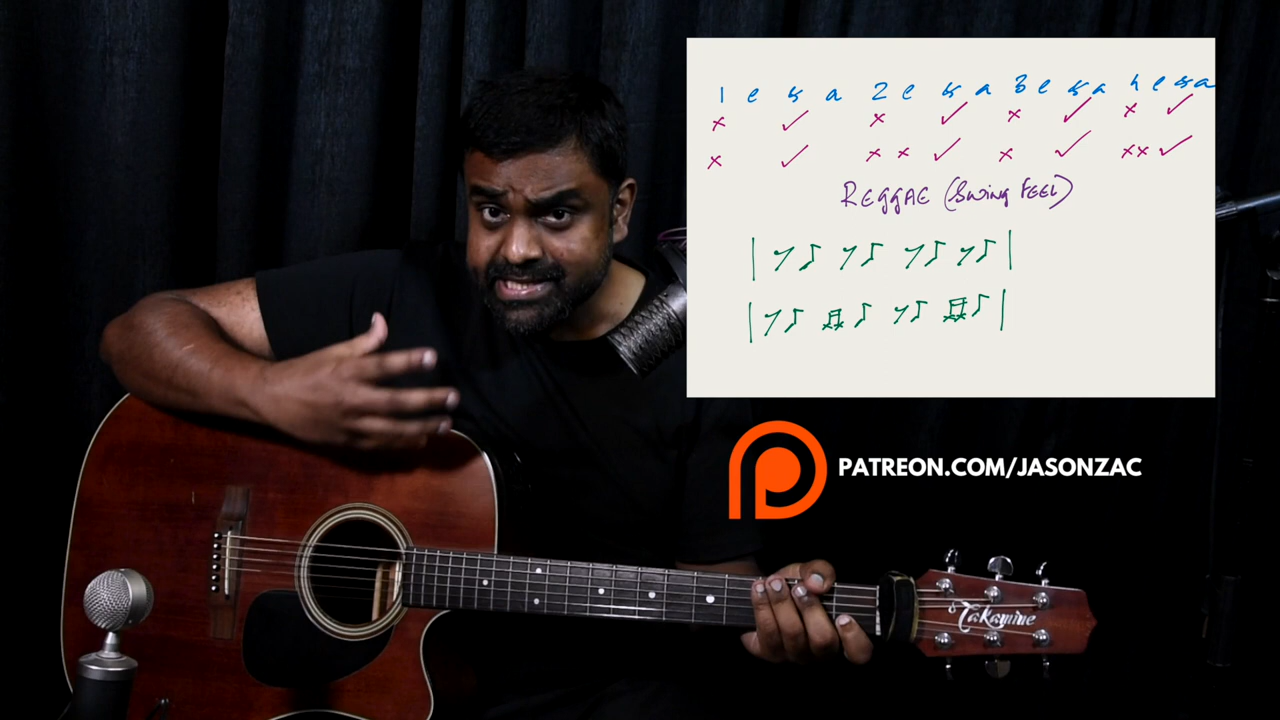 1 e & a 2 e & a 3 e & a 4 e & a
x ✓ x ✓ x ✓ x ✓
x ✓ x x ✓ x ✓ x x ✓
REGGAE (SWING FEEL)
PATREON.COM/JASONZAC
Takamine